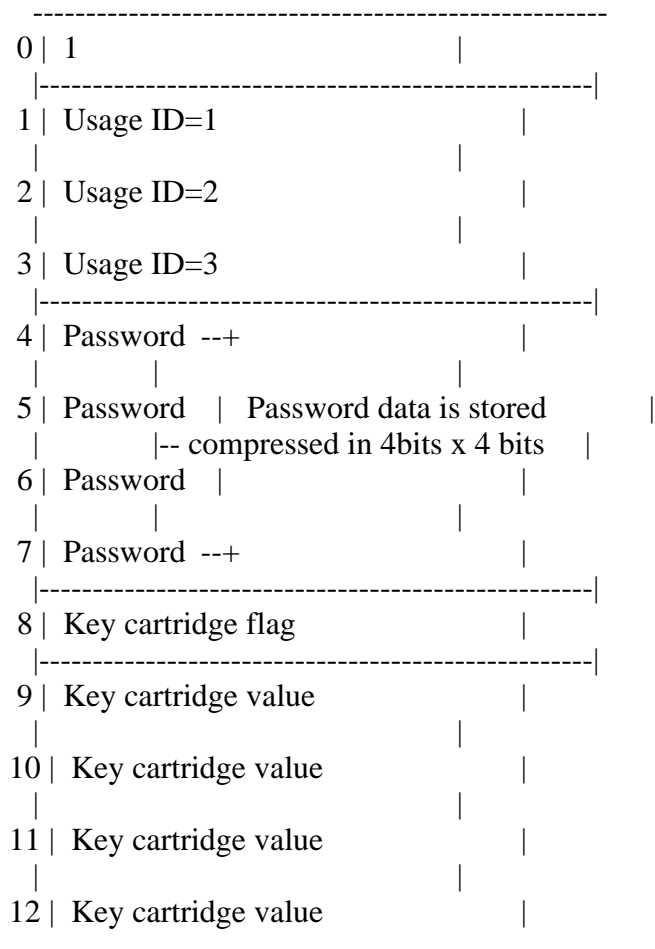 ------------------------------------------------------
0 | 1 |
|----------------------------------------------------|
1 | Usage ID=1 |
| |
2 | Usage ID=2 |
| |
3 | Usage ID=3 |
|----------------------------------------------------|
4 | Password --+ |
| | |
5 | Password | Password data is stored |
| |-- compressed in 4bits x 4 bits |
6 | Password | |
| | |
7 | Password --+ |
|----------------------------------------------------|
8 | Key cartridge flag |
|----------------------------------------------------|
9 | Key cartridge value |
| |
10 | Key cartridge value |
| |
11 | Key cartridge value |
| |
12 | Key cartridge value |